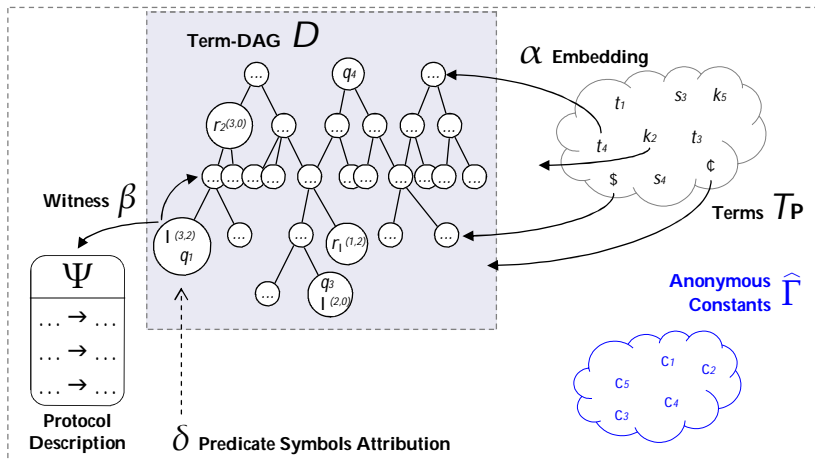 Term-DAG D
α Embedding
... q4 ...
t1 s3 k5
r2(3,0) ... ... ... ... ...
t4 k2 t3
... ... ... ... ... ... ... ... ... ... ...
$ s4 ¢
Witness β
Terms TP
I(3,2) q1 ... ... rI(1,2) ... ...
Ψ
... → ...
... → ...
... → ...
... q3 I(2,0)
Anonymous
Constants Γ̂
c1 c2
c5
c3 c4
Protocol
Description
δ Predicate Symbols Attribution